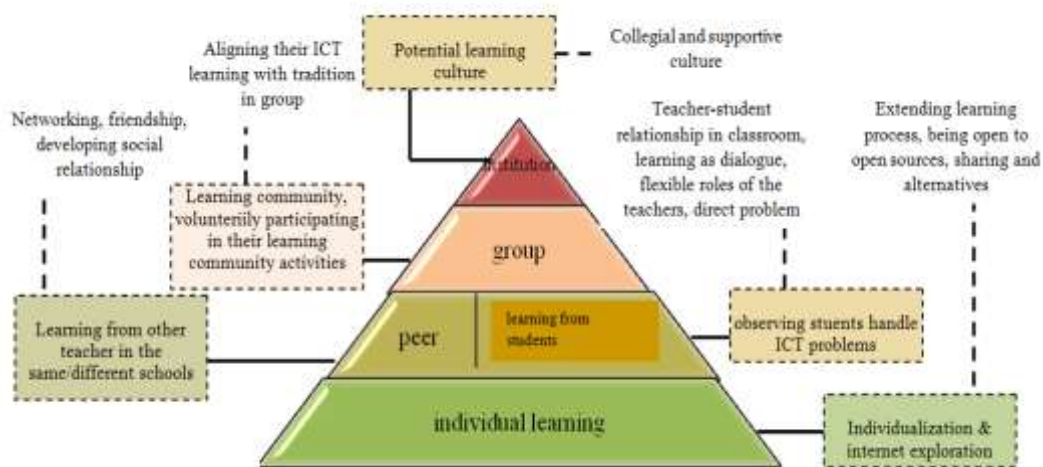 Potential learning
culture
Collegial and supportive
culture
Aligning their ICT
learning with tradition
in group
Networking, friendship,
developing social
relationship
Teacher-student
relationship in classroom,
learning as dialogue,
flexible roles of the
teachers, direct problem
Extending learning
process, being open to
open sources, sharing and
alternatives
institution
Learning community,
volunteriily participating
in their learning
community activities
group
Learning from other
teacher in the
same/different schools
peer
learning from
students
observing stuents handle
ICT problems
individual learning
Individualization &
internet exploration